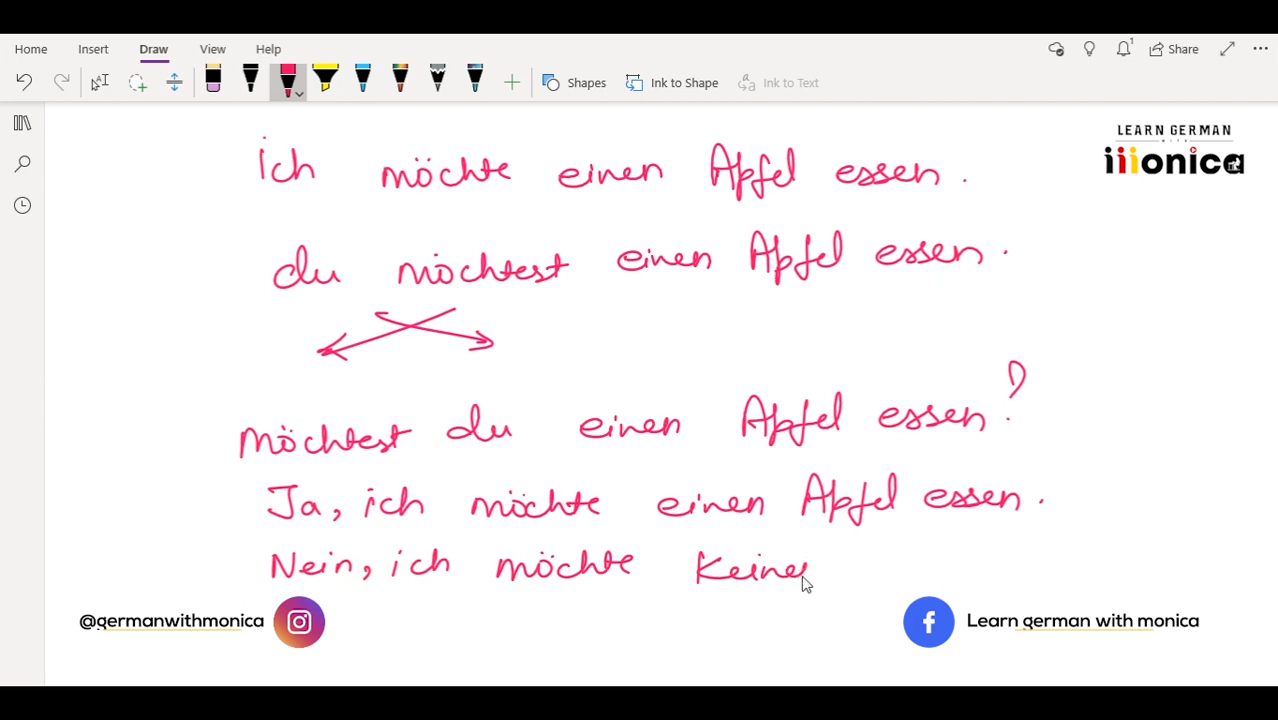 Home Insert Draw View Help
1 Share
Shapes Ink to Shape Ink to Text
LEARN GERMAN
monica
ich möchte einen Apfel essen.
du möchtest einen Apfel essen.
Möchtest du einen Apfel essen?
Ja, ich möchte einen Apfel essen.
Nein, ich möchte Keine
@germanwithmonica Learn german with monica